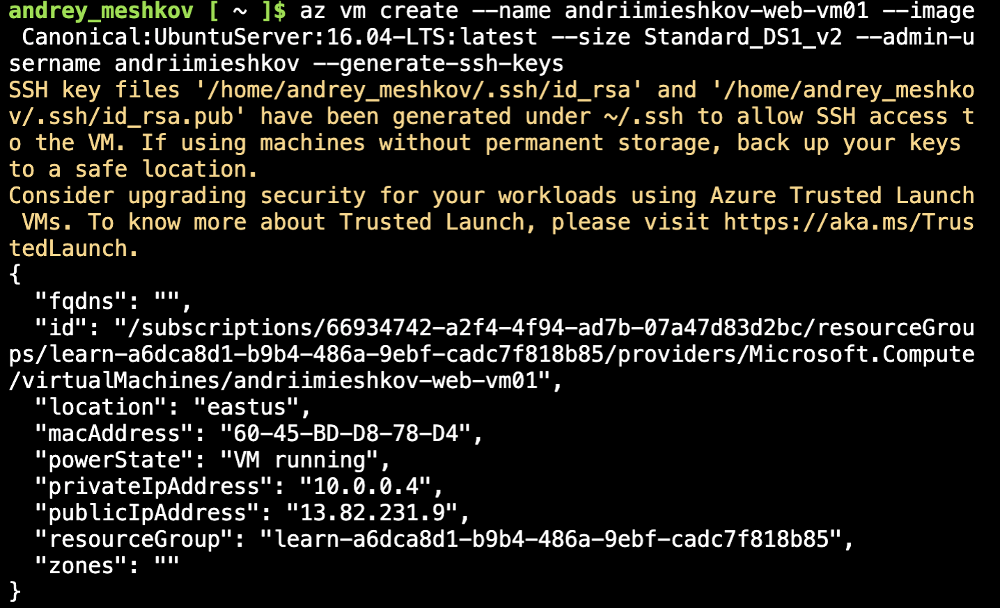 andrey_meshkov [ ~ ]$ az vm create --name andriimieshkov-web-vm01 --image
 Canonical:UbuntuServer:16.04-LTS:latest --size Standard_DS1_v2 --admin-u
sername andriimieshkov --generate-ssh-keys
SSH key files '/home/andrey_meshkov/.ssh/id_rsa' and '/home/andrey_meshko
v/.ssh/id_rsa.pub' have been generated under ~/.ssh to allow SSH access t
o the VM. If using machines without permanent storage, back up your keys
to a safe location.
Consider upgrading security for your workloads using Azure Trusted Launch
 VMs. To know more about Trusted Launch, please visit https://aka.ms/Trus
tedLaunch.
{
  "fqdns": "",
  "id": "/subscriptions/66934742-a2f4-4f94-ad7b-07a47d83d2bc/resourceGrou
ps/learn-a6dca8d1-b9b4-486a-9ebf-cadc7f818b85/providers/Microsoft.Compute
/virtualMachines/andriimieshkov-web-vm01",
  "location": "eastus",
  "macAddress": "60-45-BD-D8-78-D4",
  "powerState": "VM running",
  "privateIpAddress": "10.0.0.4",
  "publicIpAddress": "13.82.231.9",
  "resourceGroup": "learn-a6dca8d1-b9b4-486a-9ebf-cadc7f818b85",
  "zones": ""
}